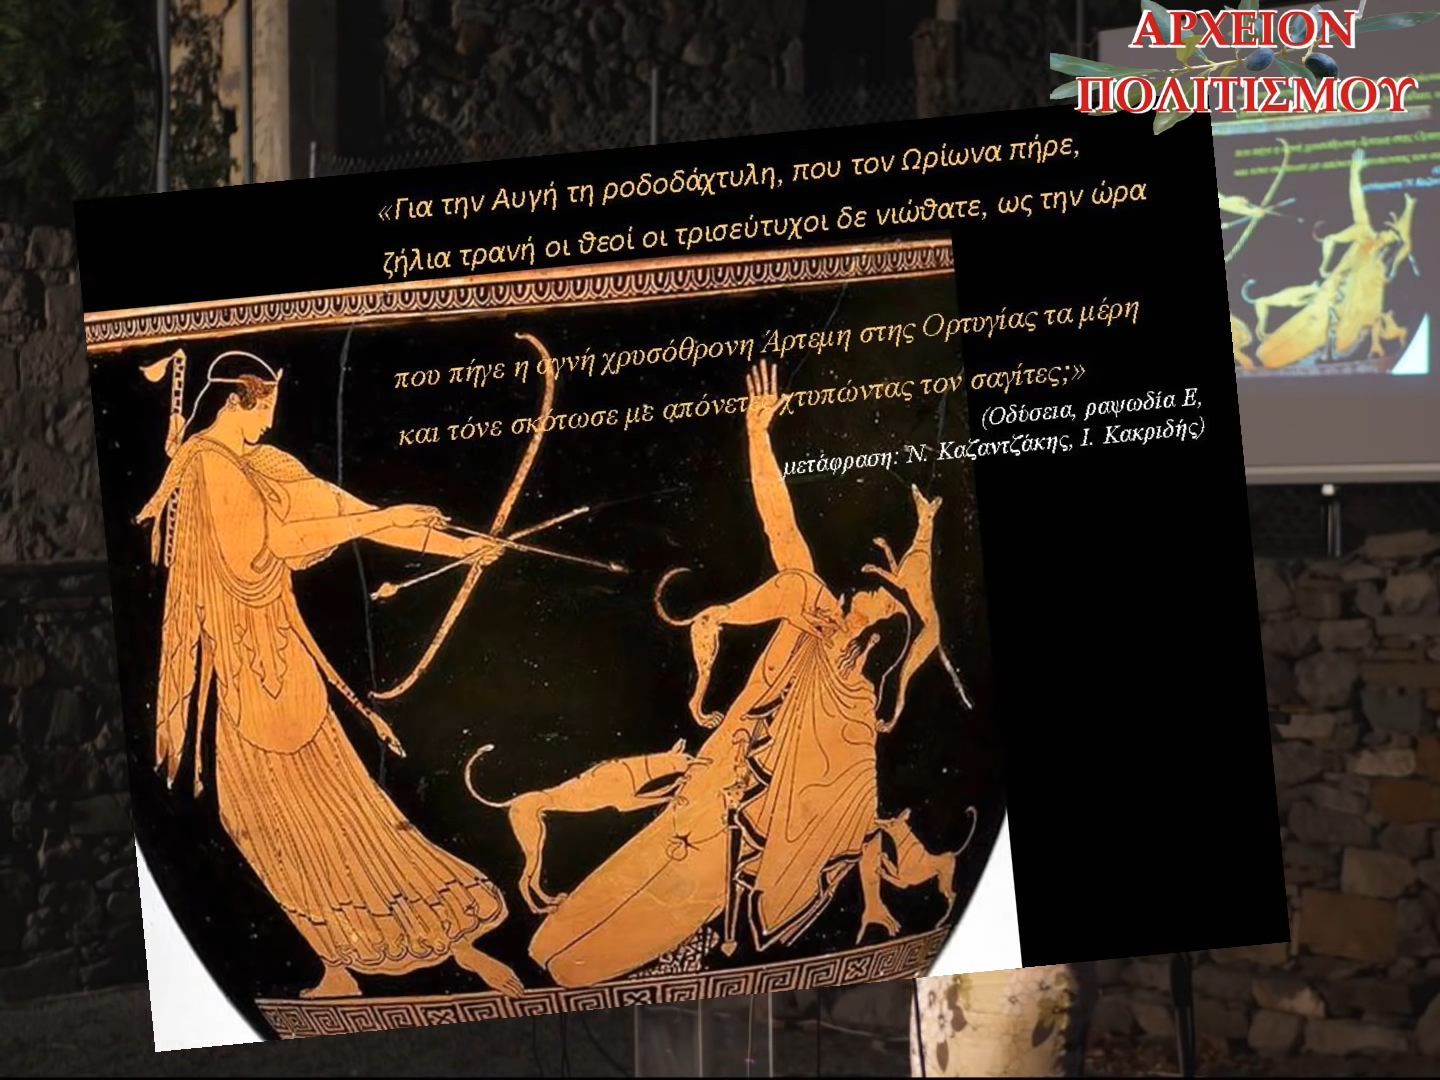 ΑΡΧΕΙΟΝ
ΠΟΛΙΤΙΣΜΟΥ
«Για την Αυγή τη ροδοδάχτυλη, που τον Ωρίωνα πήρε,
ζήλια τρανή οι θεοί οι τρισεύτυχοι δε νιώθατε, ως την ώρα
που πήγε η αγνή χρυσόθρονη Άρτεμη στης Ορτυγίας τα μέρη
και τόνε σκότωσε με χτυπώντας τον σαγίτες;»
(Οδύσεια, ραψωδία Ε,
μετάφραση: Ν. Καζαντζάκης, Ι. Κακριδής)